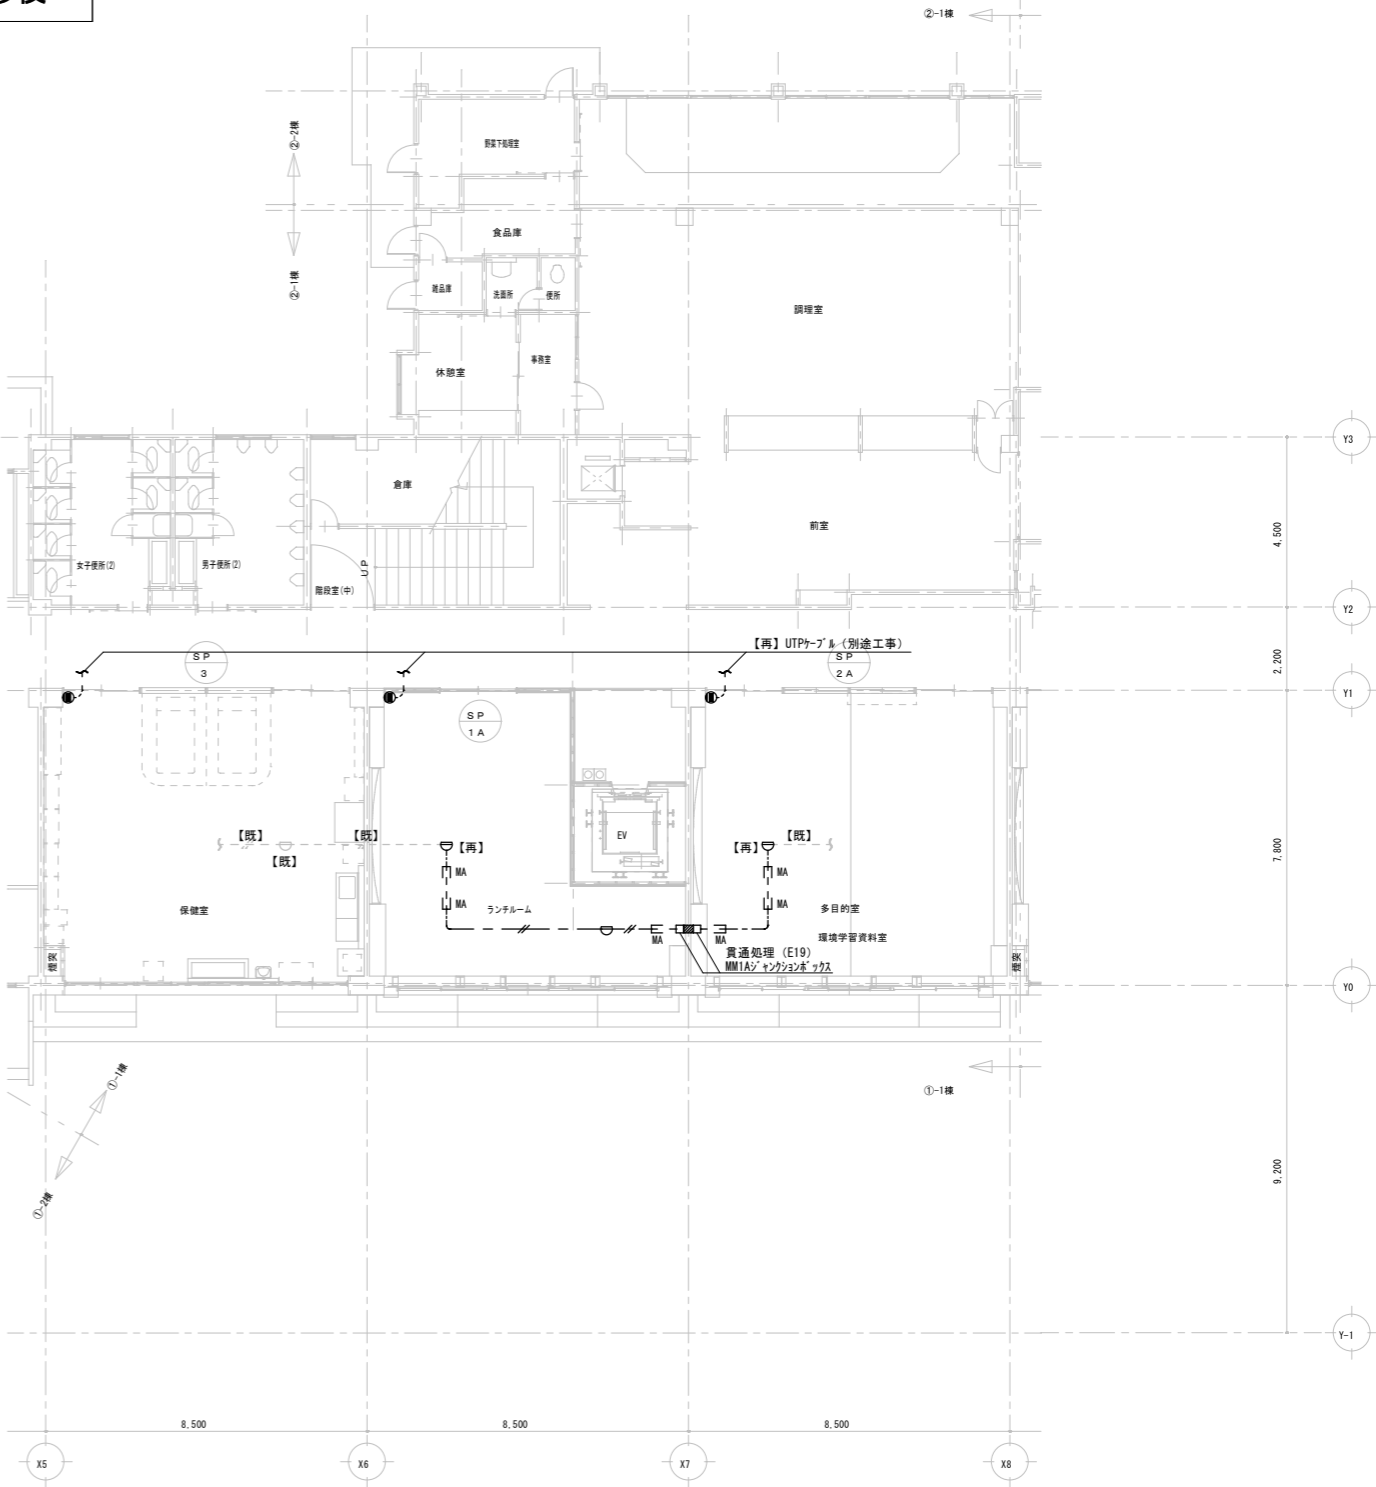 ②-1棟
②-2棟
②-1棟
野菜下処理室
食品庫
雑品庫
洗面所
便所
調理室
休憩室
事務室
倉庫
前室
女子便所(2)
男子便所(2)
階段室(中)
UP
Y3
4,500
Y2
2,200
Y1
【再】UTPｹｰﾌﾞﾙ（別途工事）
SP
3
SP
1A
SP
2A
【既】
【既】
【既】
【再】
【再】
【既】
EV
MA
MA
MA
MA
MA
MA
保健室
ランチルーム
多目的室
環境学習資料室
貫通処理（E19）
MM1Aｼﾞｬﾝｸｼｮﾝﾎﾞｯｸｽ
煙突
煙突
7,800
Y0
①-1棟
①-1棟
①-2棟
9,200
Y-1
8,500
8,500
8,500
X5
X6
X7
X8